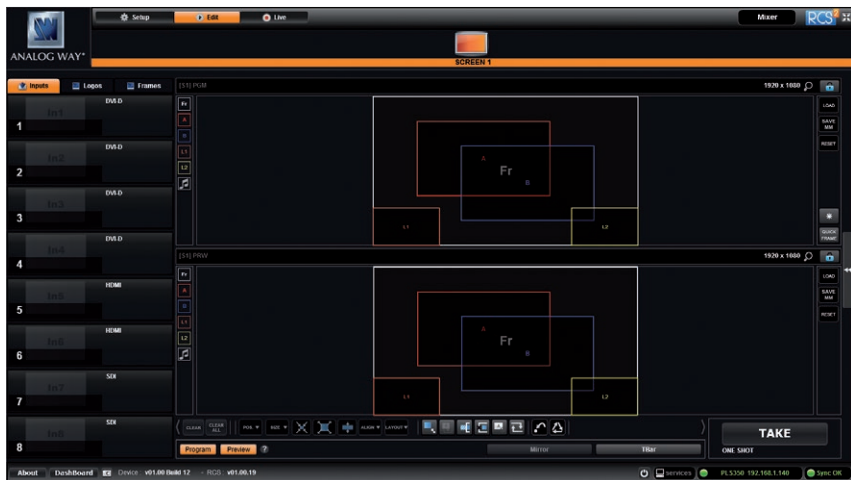 Setup Edit Live Mixer RCS²
ANALOG WAY®
SCREEN 1
Inputs Logos Frames
[S1] PGM 1920 x 1080
In1 DVI-D
1
In2 DVI-D
2
In3 DVI-D
3
In4 DVI-D
4
In5 HDMI
5
In6 HDMI
6
In7 SDI
7
In8 SDI
8
Fr
A
B
L1
L2
A
Fr
B
L1
L2
LOAD
SAVE MM
RESET
QUICK FRAME
[S1] PRW 1920 x 1080
Fr
A
B
L1
L2
A
Fr
B
L1
L2
LOAD
SAVE MM
RESET
CLEAR CLEAR ALL POS SIZE ALIGN LAYOUT
TAKE
Program Preview ? Mirror TBar ONE SHOT
About DashBoard Device: v01.00 Build 12 - RCS: v01.00.19 services PLS350 192.168.1.140 Sync OK